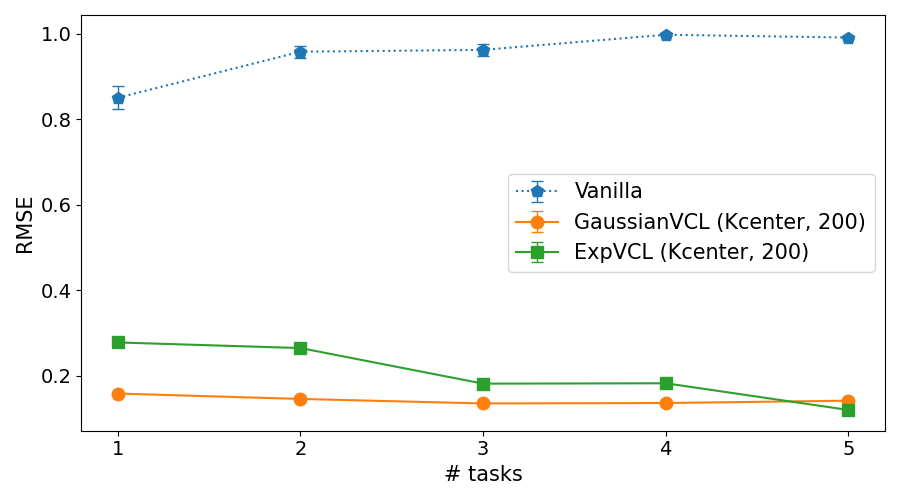 1.0
0.8
0.6
0.4
0.2
RMSE
Vanilla
GaussianVCL (Kcenter, 200)
ExpVCL (Kcenter, 200)
1 2 3 4 5
# tasks